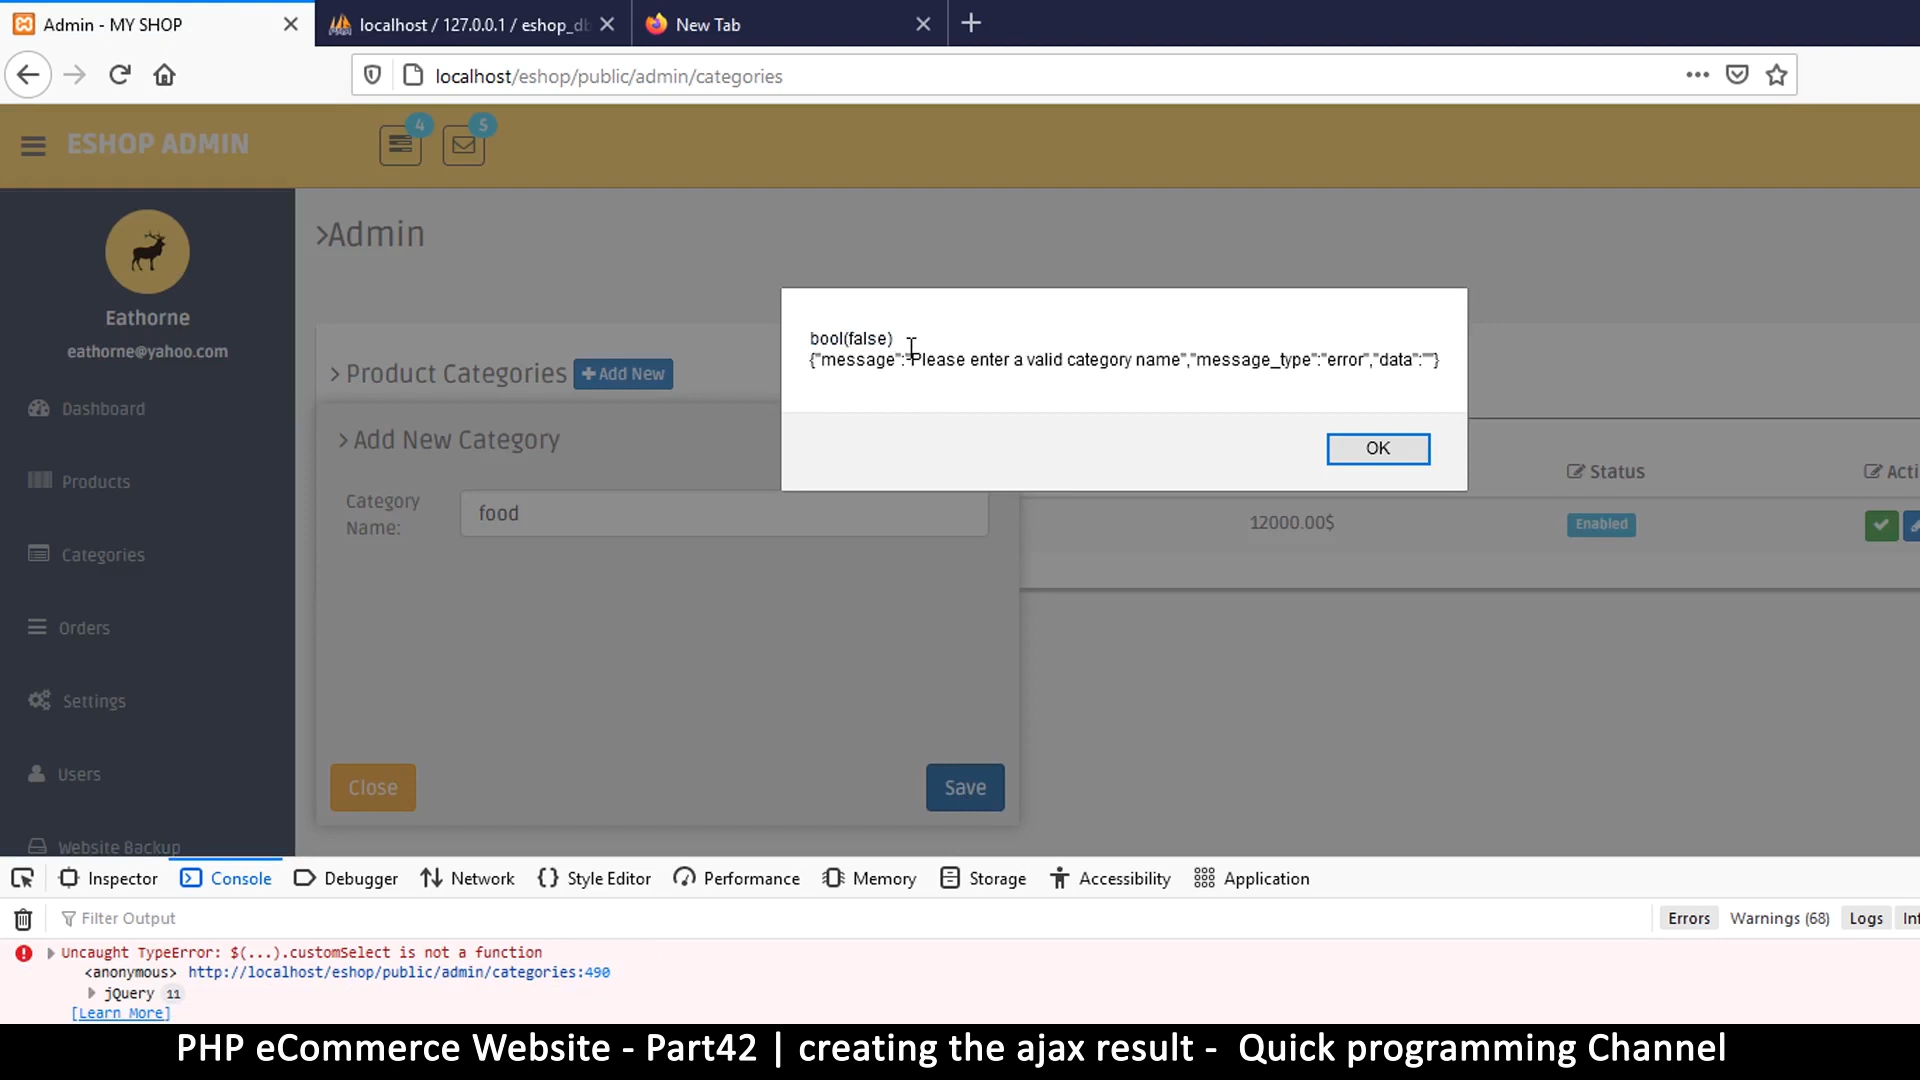 Admin - MY SHOP
localhost / 127.0.0.1 / eshop_db
New Tab
localhost/eshop/public/admin/categories
ESHOP ADMIN
4
5
Eathorne
eathorne@yahoo.com
Dashboard
Products
Categories
Orders
Settings
Users
Website Backup
>Admin
> Product Categories
+Add New
> Add New Category
Category
Name:
food
Close
Save
bool(false)
{"message":"Please enter a valid category name","message_type":"error","data":""}
OK
Status
Acti
12000.00$
Enabled
Inspector
Console
Debugger
Network
Style Editor
Performance
Memory
Storage
Accessibility
Application
Filter Output
Errors
Warnings (68)
Logs
Uncaught TypeError: $(...).customSelect is not a function
<anonymous> http://localhost/eshop/public/admin/categories:490
jQuery 11
[Learn More]
PHP eCommerce Website - Part42 | creating the ajax result - Quick programming Channel